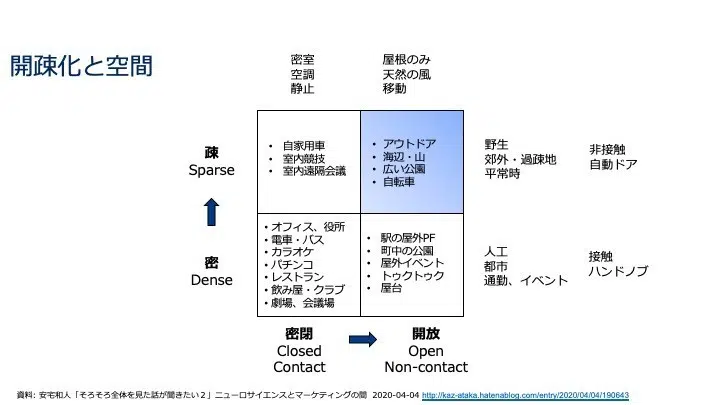 開疎化と空間
密室
空調
静止
屋根のみ
天然の風
移動
疎
Sparse
• 自家用車
• 室内競技
• 室内遠隔会議
• アウトドア
• 海辺・山
• 広い公園
• 自転車
野生
郊外・過疎地
平常時
非接触
自動ドア
密
Dense
• オフィス、役所
• 電車・バス
• カラオケ
• パチンコ
• レストラン
• 飲み屋・クラブ
• 劇場、会議場
• 駅の屋外PF
• 町中の公園
• 屋外イベント
• トゥクトゥク
• 屋台
人工
都市
通勤、イベント
接触
ハンドノブ
密閉
Closed
Contact
開放
Open
Non-contact
資料: 安宅和人「そろそろ全体を見た話が聞きたい２」ニューロサイエンスとマーケティングの間 2020-04-04 http://kaz-ataka.hatenablog.com/entry/2020/04/04/190643